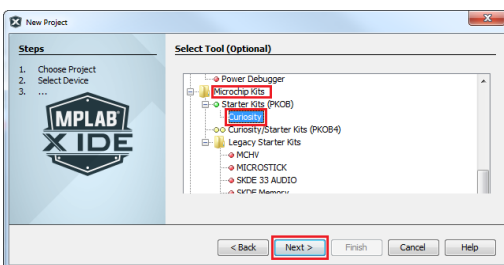 New Project
Steps
1. Choose Project
2. Select Device
3. ...
MPLAB
X IDE
Select Tool (Optional)
Power Debugger
Microchip Kits
Starter Kits (PKOB)
Curiosity
Curiosity/Starter Kits (PKOB4)
Legacy Starter Kits
MCHV
MICROSTICK
SKDE 33 AUDIO
SKDE Memory
< Back
Next >
Finish
Cancel
Help